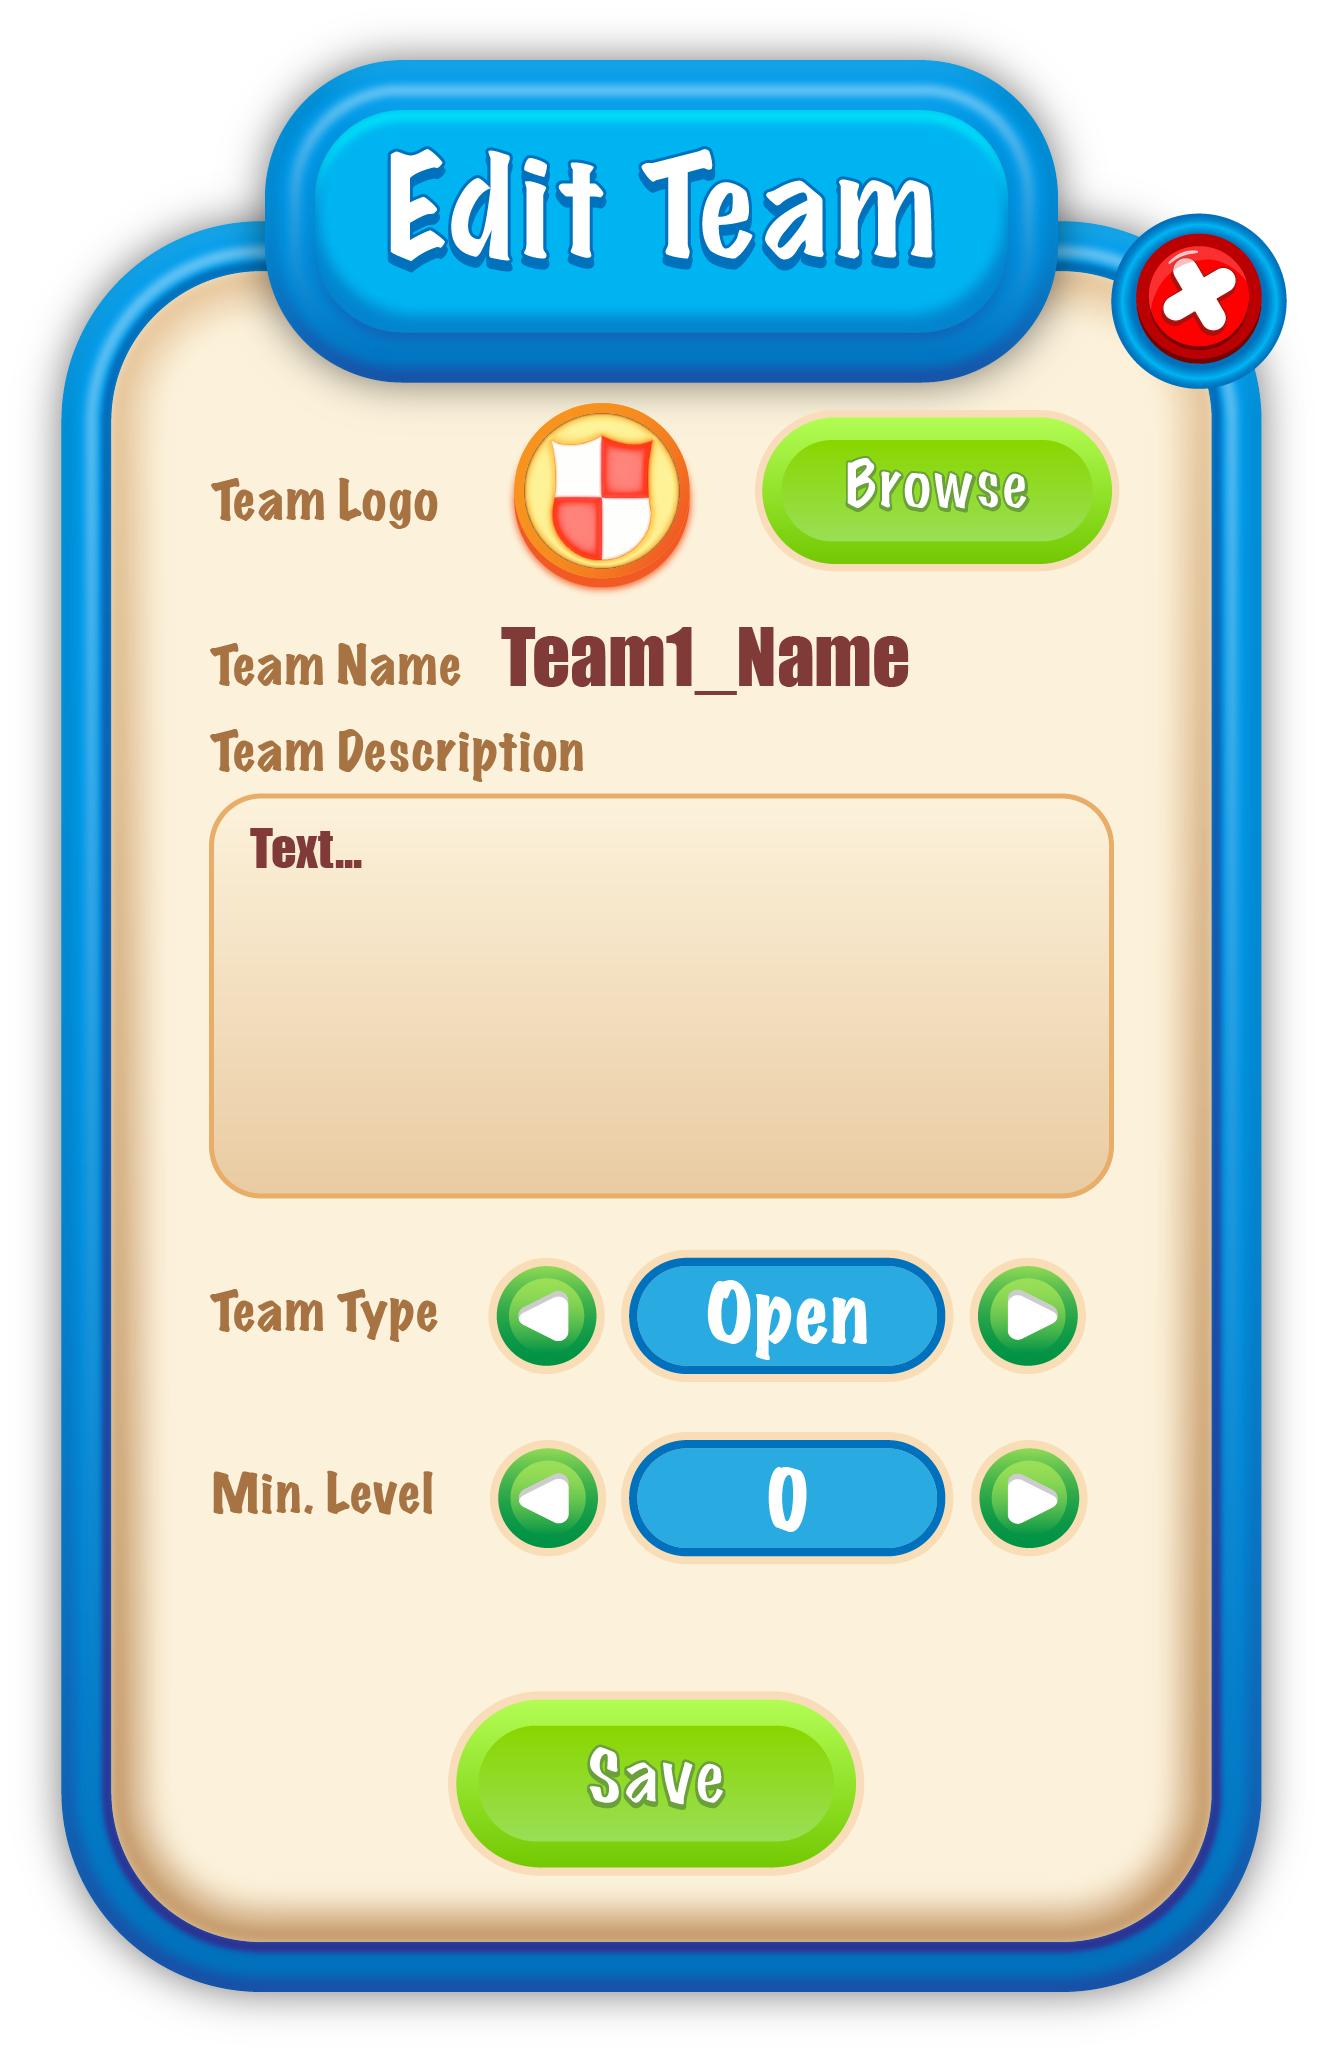 Edit Team
Team Logo
Browse
Team Name Team1_Name
Team Description
Text...
Team Type Open
Min. Level 0
Save